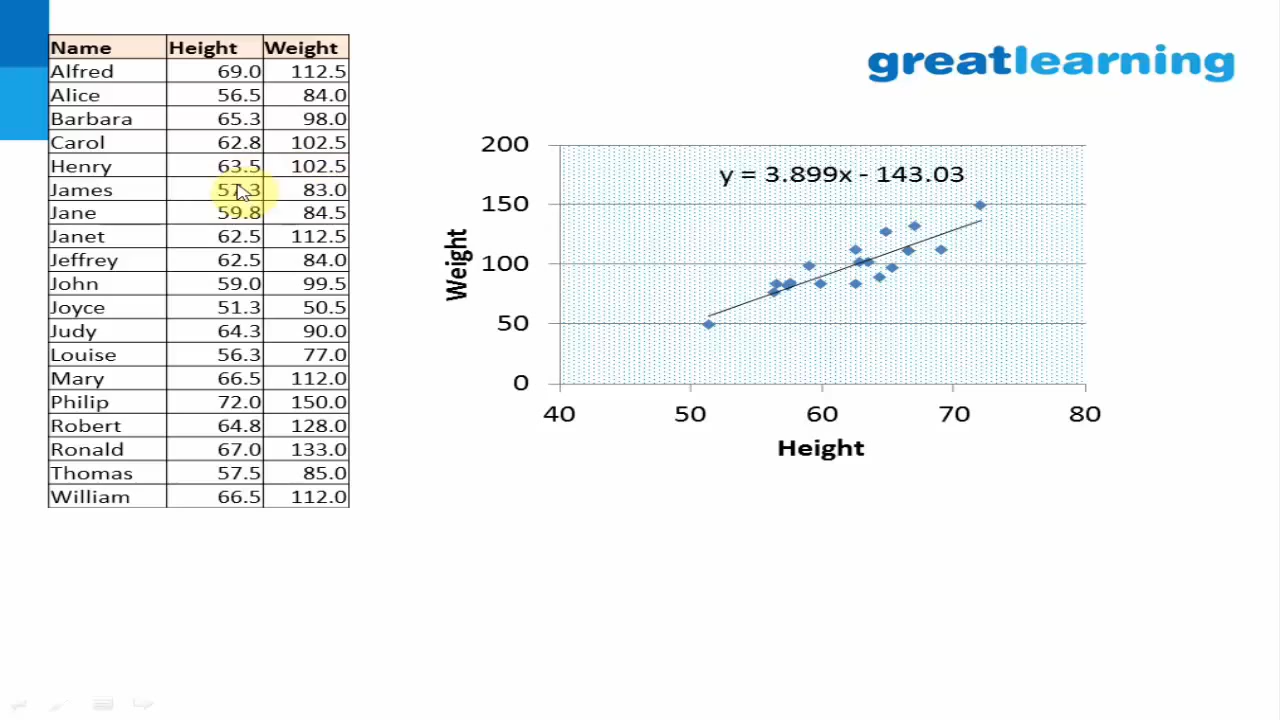 greatlearning
Name Height Weight
Alfred 69.0 112.5
Alice 56.5 84.0
Barbara 65.3 98.0
Carol 62.8 102.5
Henry 63.5 102.5
James 57.3 83.0
Jane 59.8 84.5
Janet 62.5 112.5
Jeffrey 62.5 84.0
John 59.0 99.5
Joyce 51.3 50.5
Judy 64.3 90.0
Louise 56.3 77.0
Mary 66.5 112.0
Philip 72.0 150.0
Robert 64.8 128.0
Ronald 67.0 133.0
Thomas 57.5 85.0
William 66.5 112.0
y = 3.899x - 143.03
200
150
100
50
0
Weight
40 50 60 70 80
Height